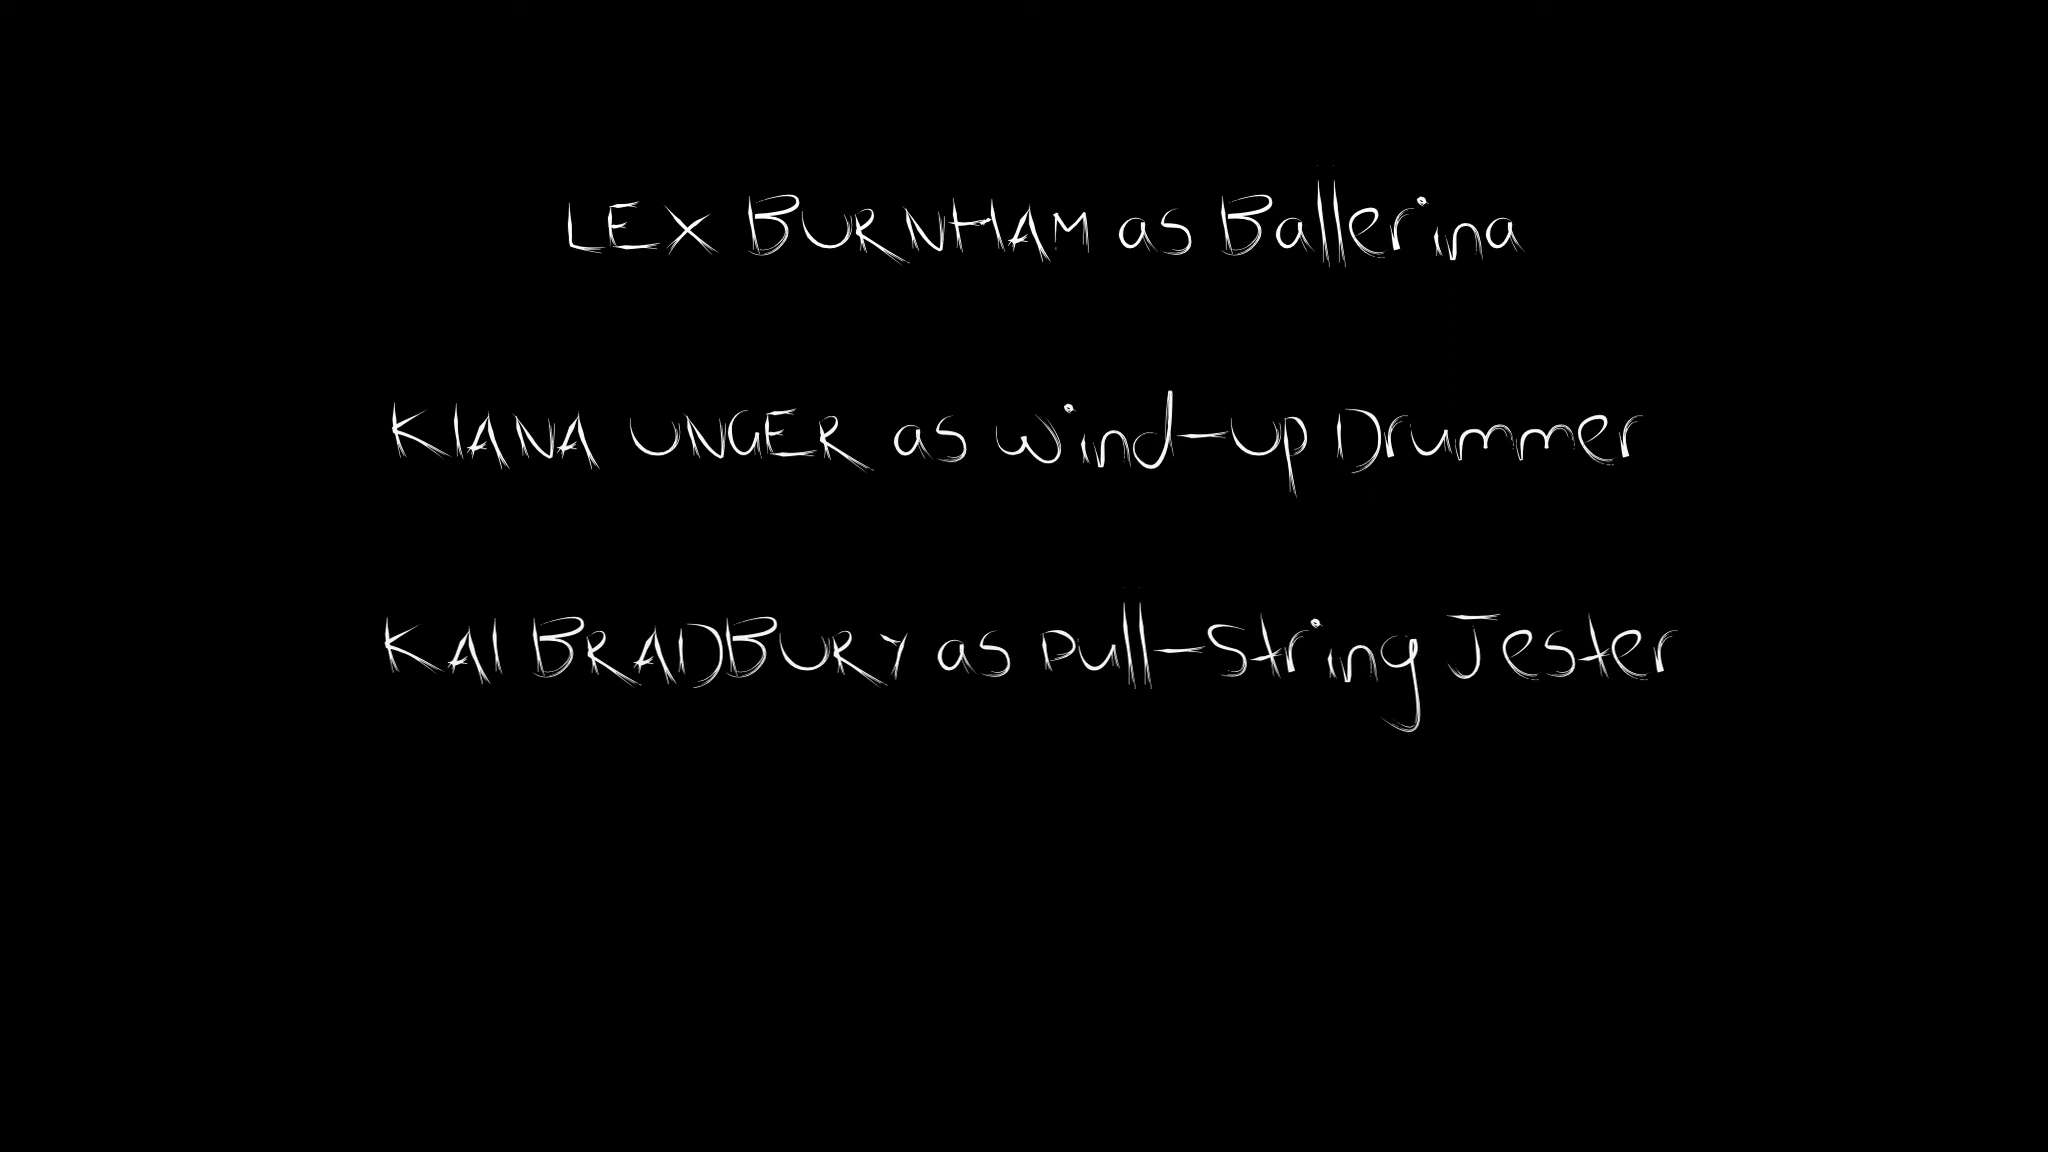 LEX BURNHAM as Ballerina
KIANA UNGER as Wind-up Drummer
KAI BRADBURY as Pull-String Jester